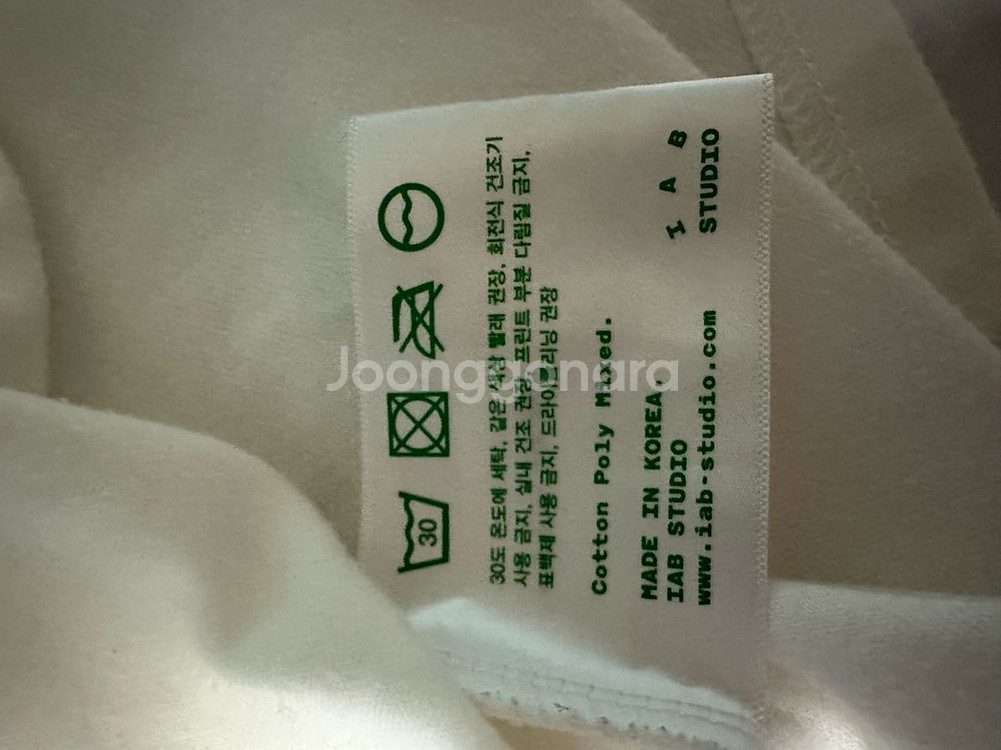 30
30도 온도에 세탁, 같은 색상 빨래 권장, 회전식 건조기
사용 금지, 실내 건조 권장, 프린트 부분 다림질 금지,
표백제 사용 금지, 드라이클리닝 권장
Cotton Poly Mixed.
MADE IN KOREA.
IAB STUDIO
www.iab-studio.com
I A B
STUDIO
Joonggonara